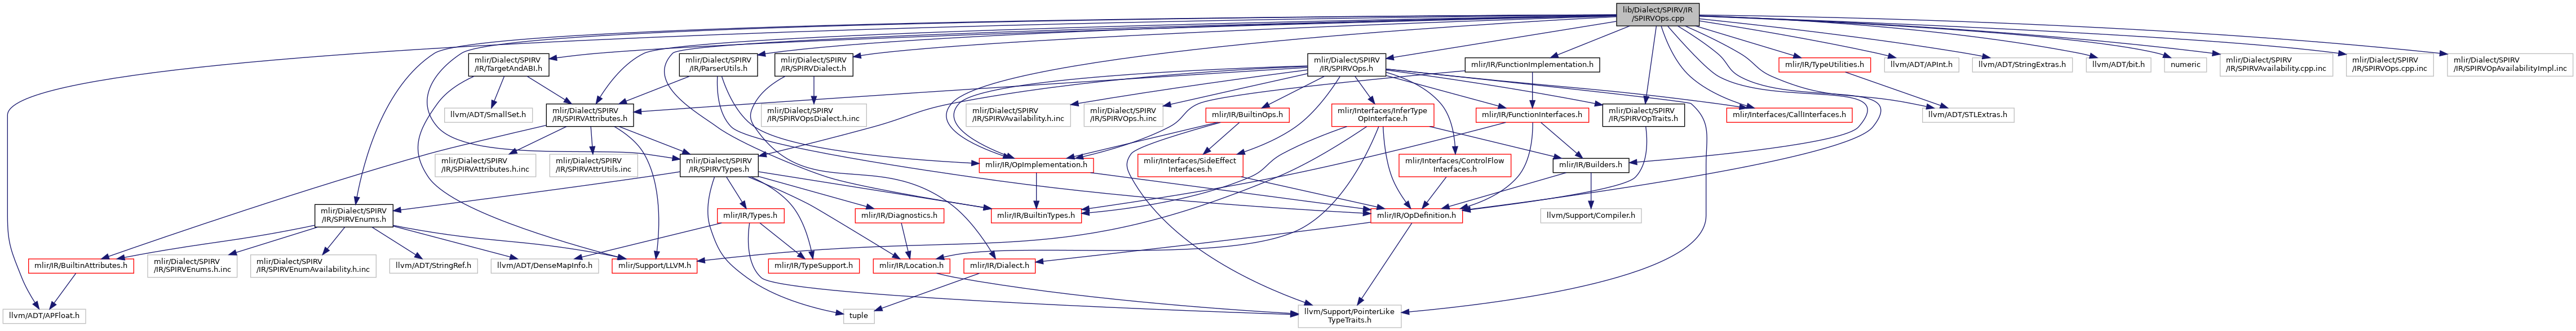 lib/Dialect/SPIRV/IR
/SPIRVOps.cpp
mlir/Dialect/SPIRV
/IR/TargetAndABI.h
mlir/Dialect/SPIRV
/IR/ParserUtils.h
mlir/Dialect/SPIRV
/IR/SPIRVDialect.h
mlir/Dialect/SPIRV
/IR/SPIRVOps.h
mlir/IR/FunctionImplementation.h
mlir/IR/TypeUtilities.h
llvm/ADT/APInt.h
llvm/ADT/StringExtras.h
llvm/ADT/bit.h
numeric
mlir/Dialect/SPIRV
/IR/SPIRVAvailability.cpp.inc
mlir/Dialect/SPIRV
/IR/SPIRVOps.cpp.inc
mlir/Dialect/SPIRV
/IR/SPIRVOpAvailabilityImpl.inc
llvm/ADT/SmallSet.h
mlir/Dialect/SPIRV
/IR/SPIRVAttributes.h
mlir/Dialect/SPIRV
/IR/SPIRVOpsDialect.h.inc
mlir/Dialect/SPIRV
/IR/SPIRVAvailability.h.inc
mlir/Dialect/SPIRV
/IR/SPIRVOps.h.inc
mlir/IR/BuiltinOps.h
mlir/Interfaces/InferType
OpInterface.h
mlir/IR/FunctionInterfaces.h
mlir/Dialect/SPIRV
/IR/SPIRVOpTraits.h
mlir/Interfaces/CallInterfaces.h
llvm/ADT/STLExtras.h
mlir/Dialect/SPIRV
/IR/SPIRVAttributes.h.inc
mlir/Dialect/SPIRV
/IR/SPIRVAttrUtils.inc
mlir/Dialect/SPIRV
/IR/SPIRVTypes.h
mlir/IR/OpImplementation.h
mlir/Interfaces/SideEffect
Interfaces.h
mlir/Interfaces/ControlFlow
Interfaces.h
mlir/IR/Builders.h
mlir/Dialect/SPIRV
/IR/SPIRVEnums.h
mlir/IR/Types.h
mlir/IR/Diagnostics.h
mlir/IR/BuiltinTypes.h
mlir/IR/OpDefinition.h
llvm/Support/Compiler.h
mlir/IR/BuiltinAttributes.h
mlir/Dialect/SPIRV
/IR/SPIRVEnums.h.inc
mlir/Dialect/SPIRV
/IR/SPIRVEnumAvailability.h.inc
llvm/ADT/StringRef.h
llvm/ADT/DenseMapInfo.h
mlir/Support/LLVM.h
mlir/IR/TypeSupport.h
mlir/IR/Location.h
mlir/IR/Dialect.h
llvm/ADT/APFloat.h
tuple
llvm/Support/PointerLike
TypeTraits.h